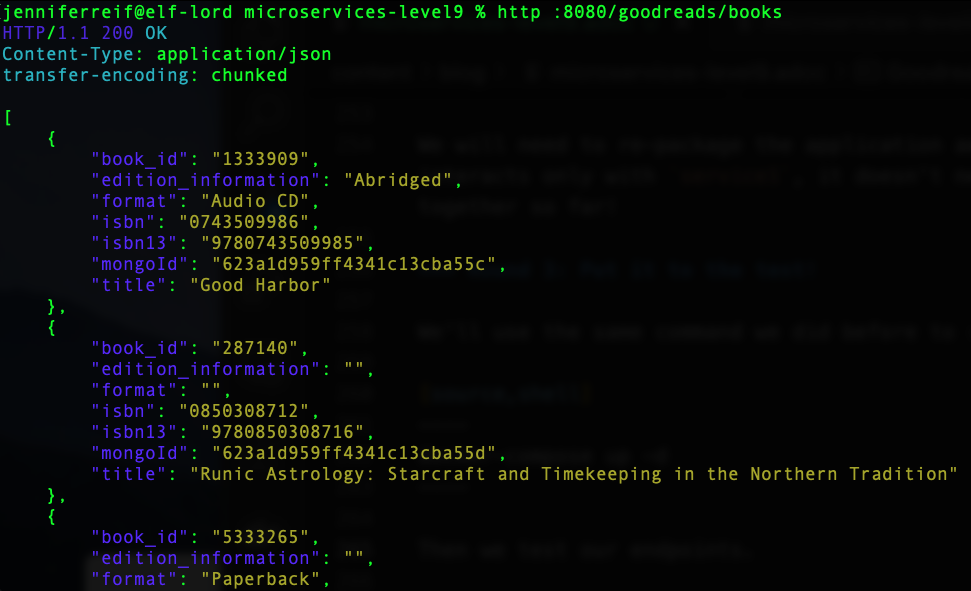 jenniferreif@elf-lord microservices-level9 % http :8080/goodreads/books
HTTP/1.1 200 OK
Content-Type: application/json
transfer-encoding: chunked
[
    {
        "book_id": "1333909",
        "edition_information": "Abridged",
        "format": "Audio CD",
        "isbn": "0743509986",
        "isbn13": "9780743509985",
        "mongoId": "623a1d959ff4341c13cba55c",
        "title": "Good Harbor"
    },
    {
        "book_id": "287140",
        "edition_information": "",
        "format": "",
        "isbn": "0850308712",
        "isbn13": "9780850308716",
        "mongoId": "623a1d959ff4341c13cba55d",
        "title": "Runic Astrology: Starcraft and Timekeeping in the Northern Tradition"
    },
    {
        "book_id": "5333265",
        "edition_information": "",
        "format": "Paperback",